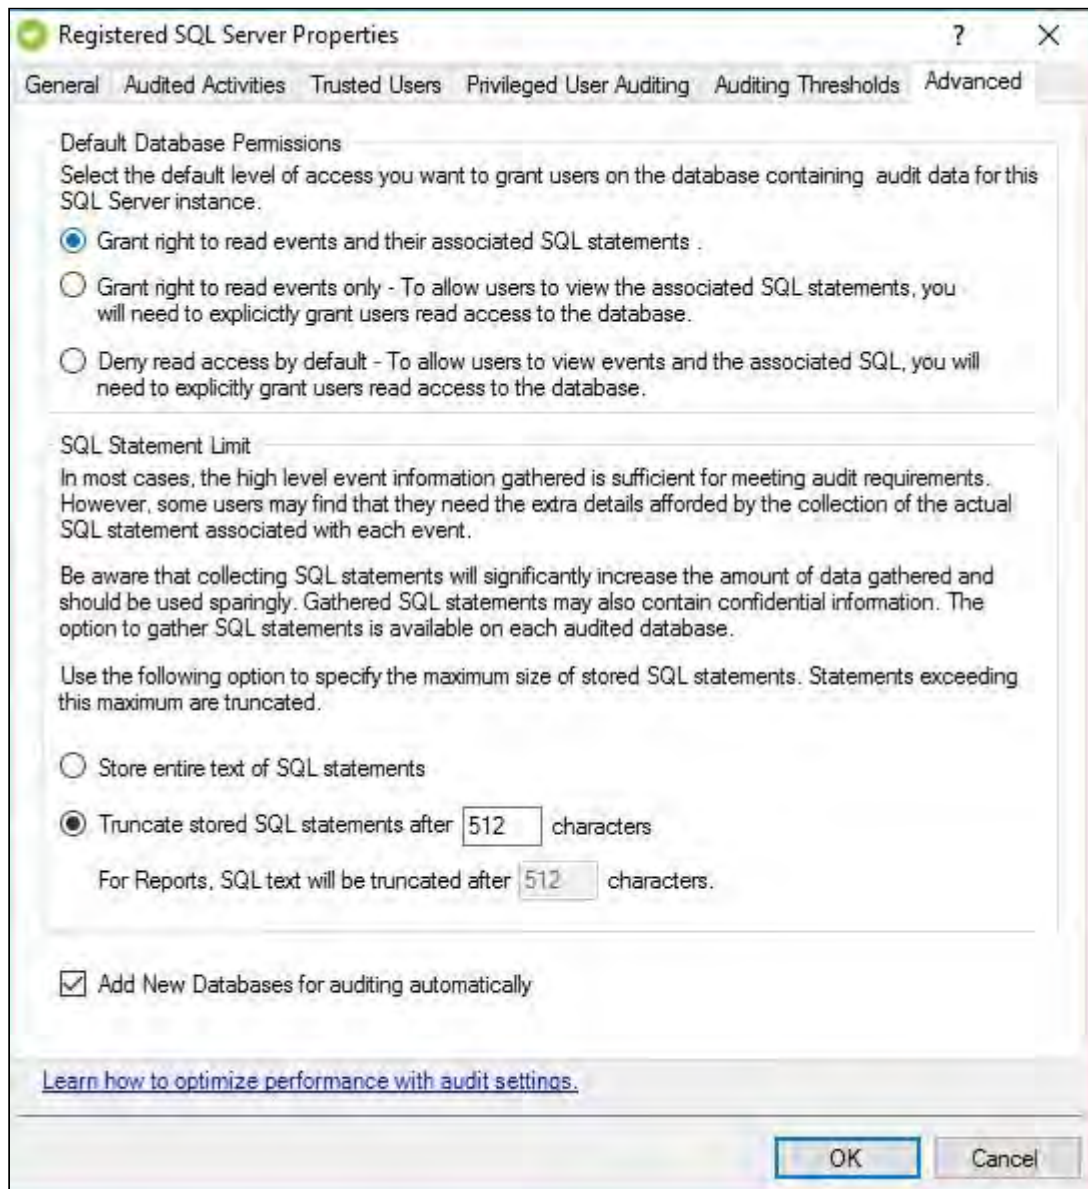 Registered SQL Server Properties
?
General
Audited Activities
Trusted Users
Privileged User Auditing
Auditing Thresholds
Advanced
Default Database Permissions
Select the default level of access you want to grant users on the database containing audit data for this
SQL Server instance.
Grant right to read events and their associated SQL statements .
Grant right to read events only - To allow users to view the associated SQL statements, you
will need to explicictly grant users read access to the database.
Deny read access by default - To allow users to view events and the associated SQL, you will
need to explicitly grant users read access to the database.
SQL Statement Limit
In most cases, the high level event information gathered is sufficient for meeting audit requirements.
However, some users may find that they need the extra details afforded by the collection of the actual
SQL statement associated with each event.
Be aware that collecting SQL statements will significantly increase the amount of data gathered and
should be used sparingly. Gathered SQL statements may also contain confidential information. The
option to gather SQL statements is available on each audited database.
Use the following option to specify the maximum size of stored SQL statements. Statements exceeding
this maximum are truncated.
Store entire text of SQL statements
Truncate stored SQL statements after 512 characters
For Reports, SQL text will be truncated after 512 characters.
Add New Databases for auditing automatically
Learn how to optimize performance with audit settings.
OK
Cancel